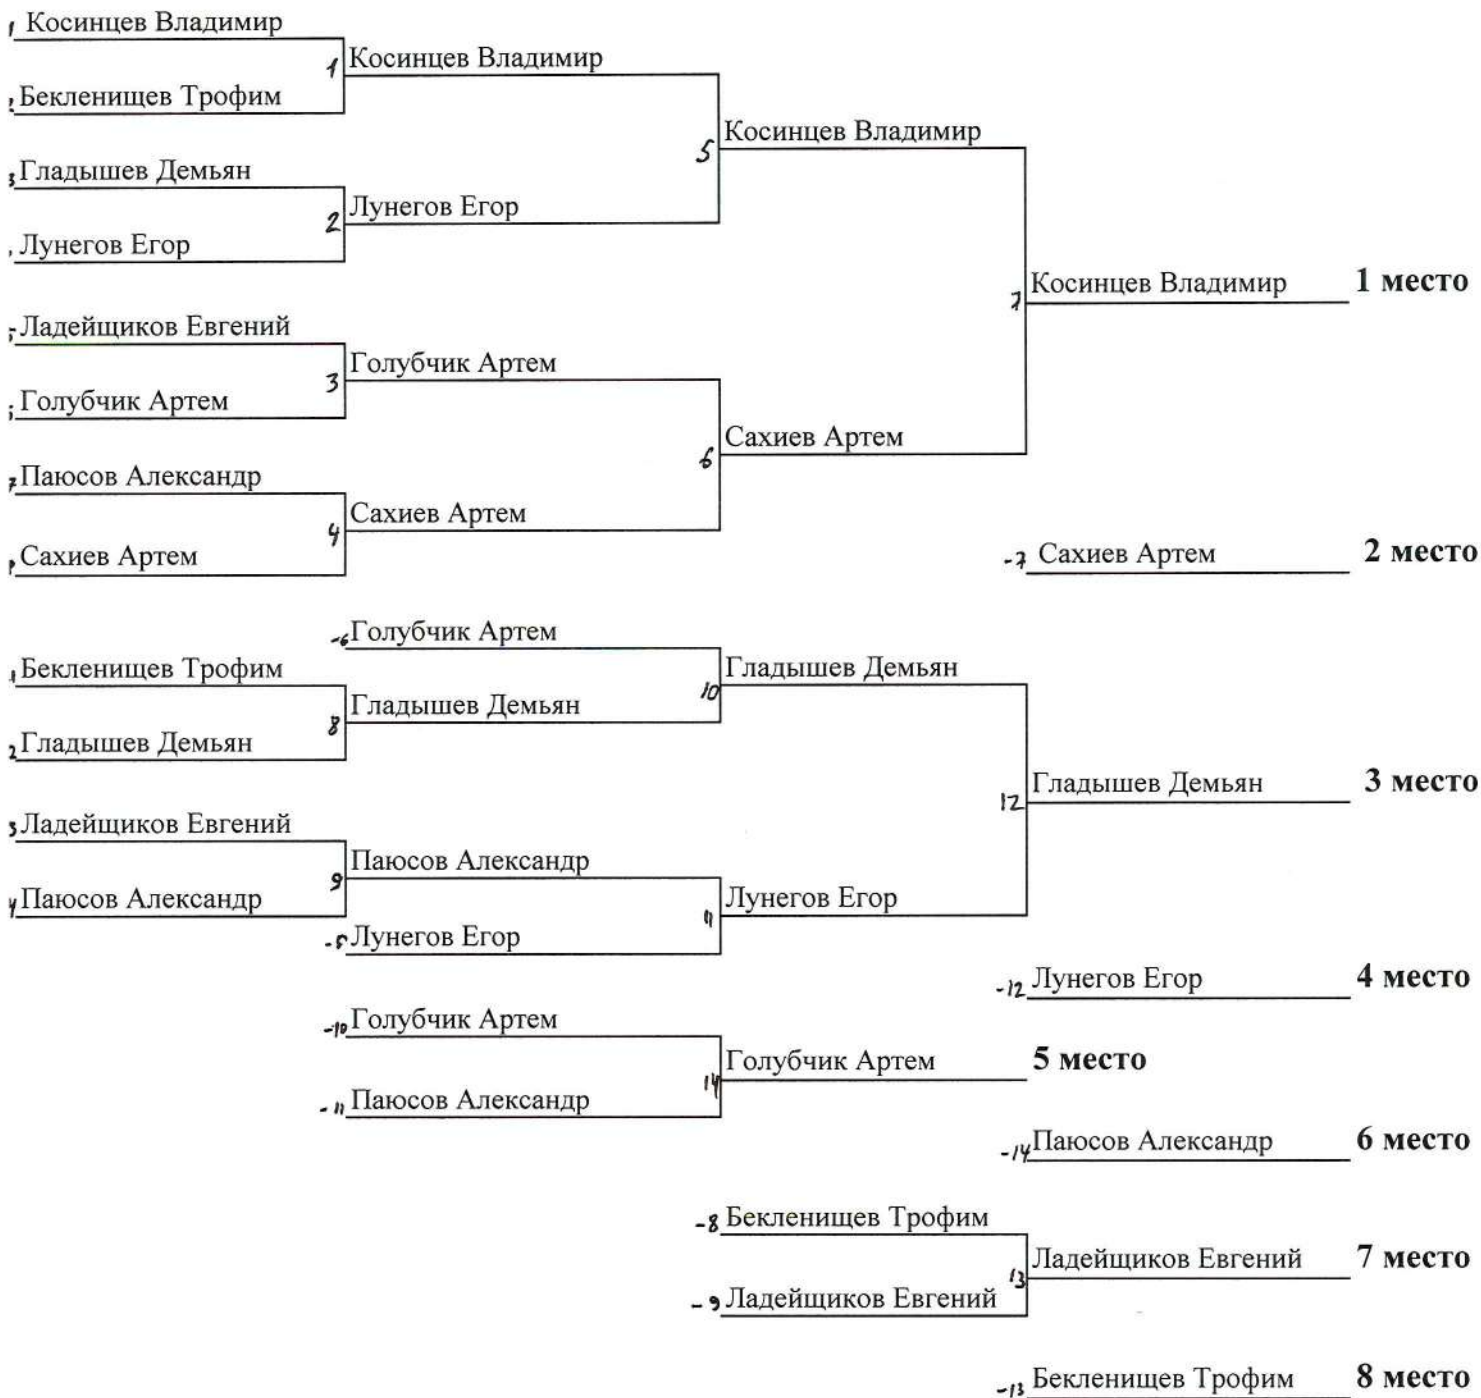 1 Косинцев Владимир
1 Косинцев Владимир
Бекленищев Трофим
5 Косинцев Владимир
3 Гладышев Демьян
2 Лунегов Егор
Лунегов Егор
7 Косинцев Владимир 1 место
Ладейщиков Евгений
3 Голубчик Артем
Голубчик Артем
6 Сахиев Артем
7 Паюсов Александр
4 Сахиев Артем
Сахиев Артем
-7 Сахиев Артем 2 место
-6 Голубчик Артем
Бекленищев Трофим
10 Гладышев Демьян
8 Гладышев Демьян
2 Гладышев Демьян
12 Гладышев Демьян 3 место
3 Ладейщиков Евгений
9 Паюсов Александр
4 Паюсов Александр
11 Лунегов Егор
-5 Лунегов Егор
-12 Лунегов Егор 4 место
-10 Голубчик Артем
14 Голубчик Артем 5 место
-11 Паюсов Александр
-14 Паюсов Александр 6 место
-8 Бекленищев Трофим
13 Ладейщиков Евгений 7 место
-9 Ладейщиков Евгений
-13 Бекленищев Трофим 8 место